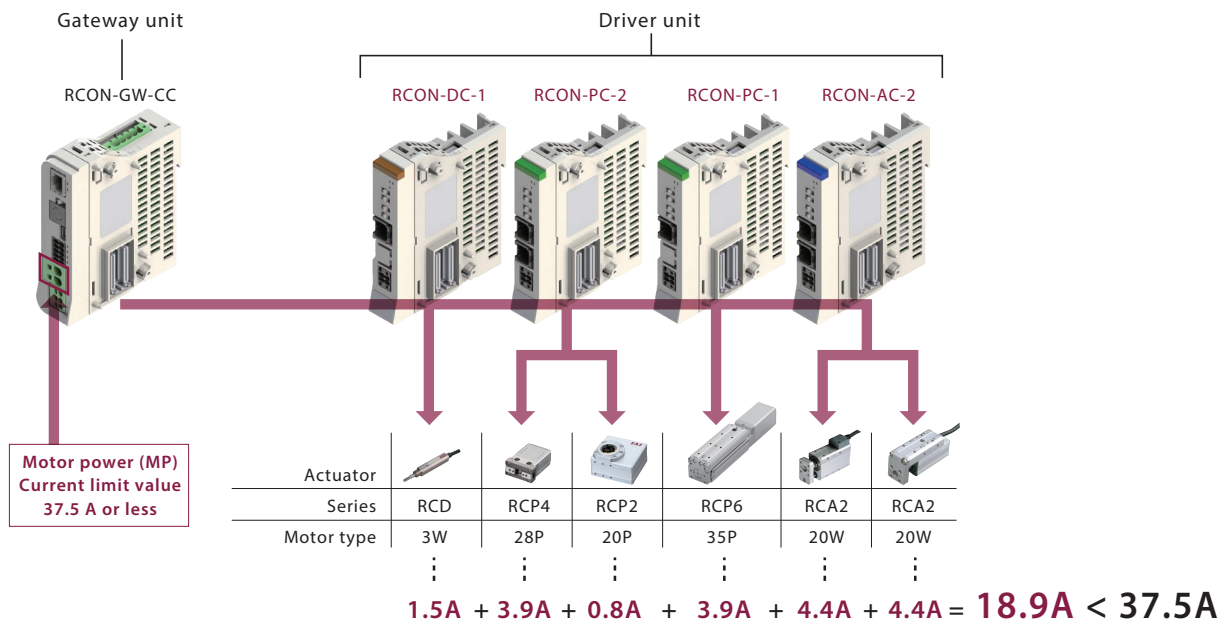 Gateway unit
Driver unit
RCON-GW-CC
RCON-DC-1 RCON-PC-2 RCON-PC-1 RCON-AC-2
Motor power (MP)
Current limit value
37.5 A or less
Actuator
Series RCD RCP4 RCP2 RCP6 RCA2 RCA2
Motor type 3W 28P 20P 35P 20W 20W
1.5A + 3.9A + 0.8A + 3.9A + 4.4A + 4.4A = 18.9A < 37.5A